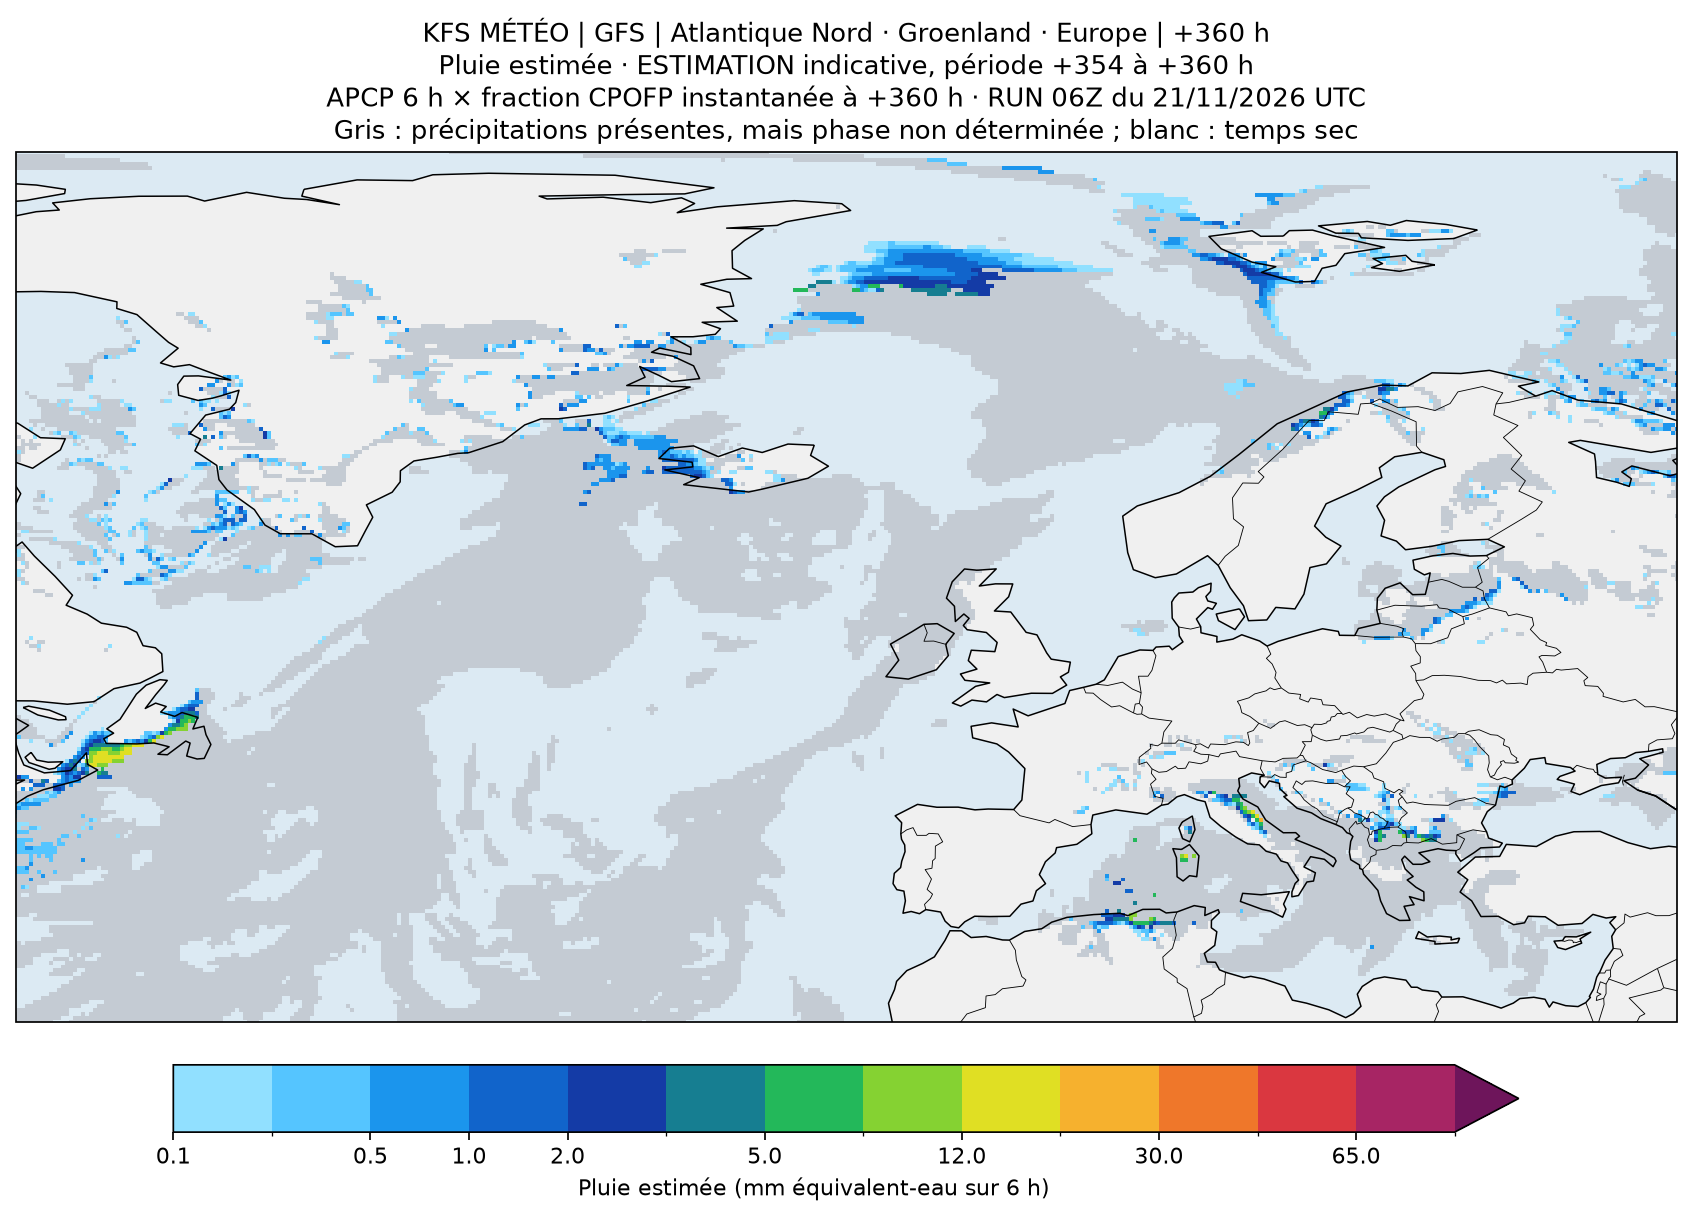 KFS MÉTÉO | GFS | Atlantique Nord · Groenland · Europe | +360 h
Pluie estimée · ESTIMATION indicative, période +354 à +360 h
APCP 6 h × fraction CPOFP instantanée à +360 h · RUN 06Z du 21/11/2026 UTC
Gris : précipitations présentes, mais phase non déterminée ; blanc : temps sec
0.1 0.5 1.0 2.0 5.0 12.0 30.0 65.0
Pluie estimée (mm équivalent-eau sur 6 h)